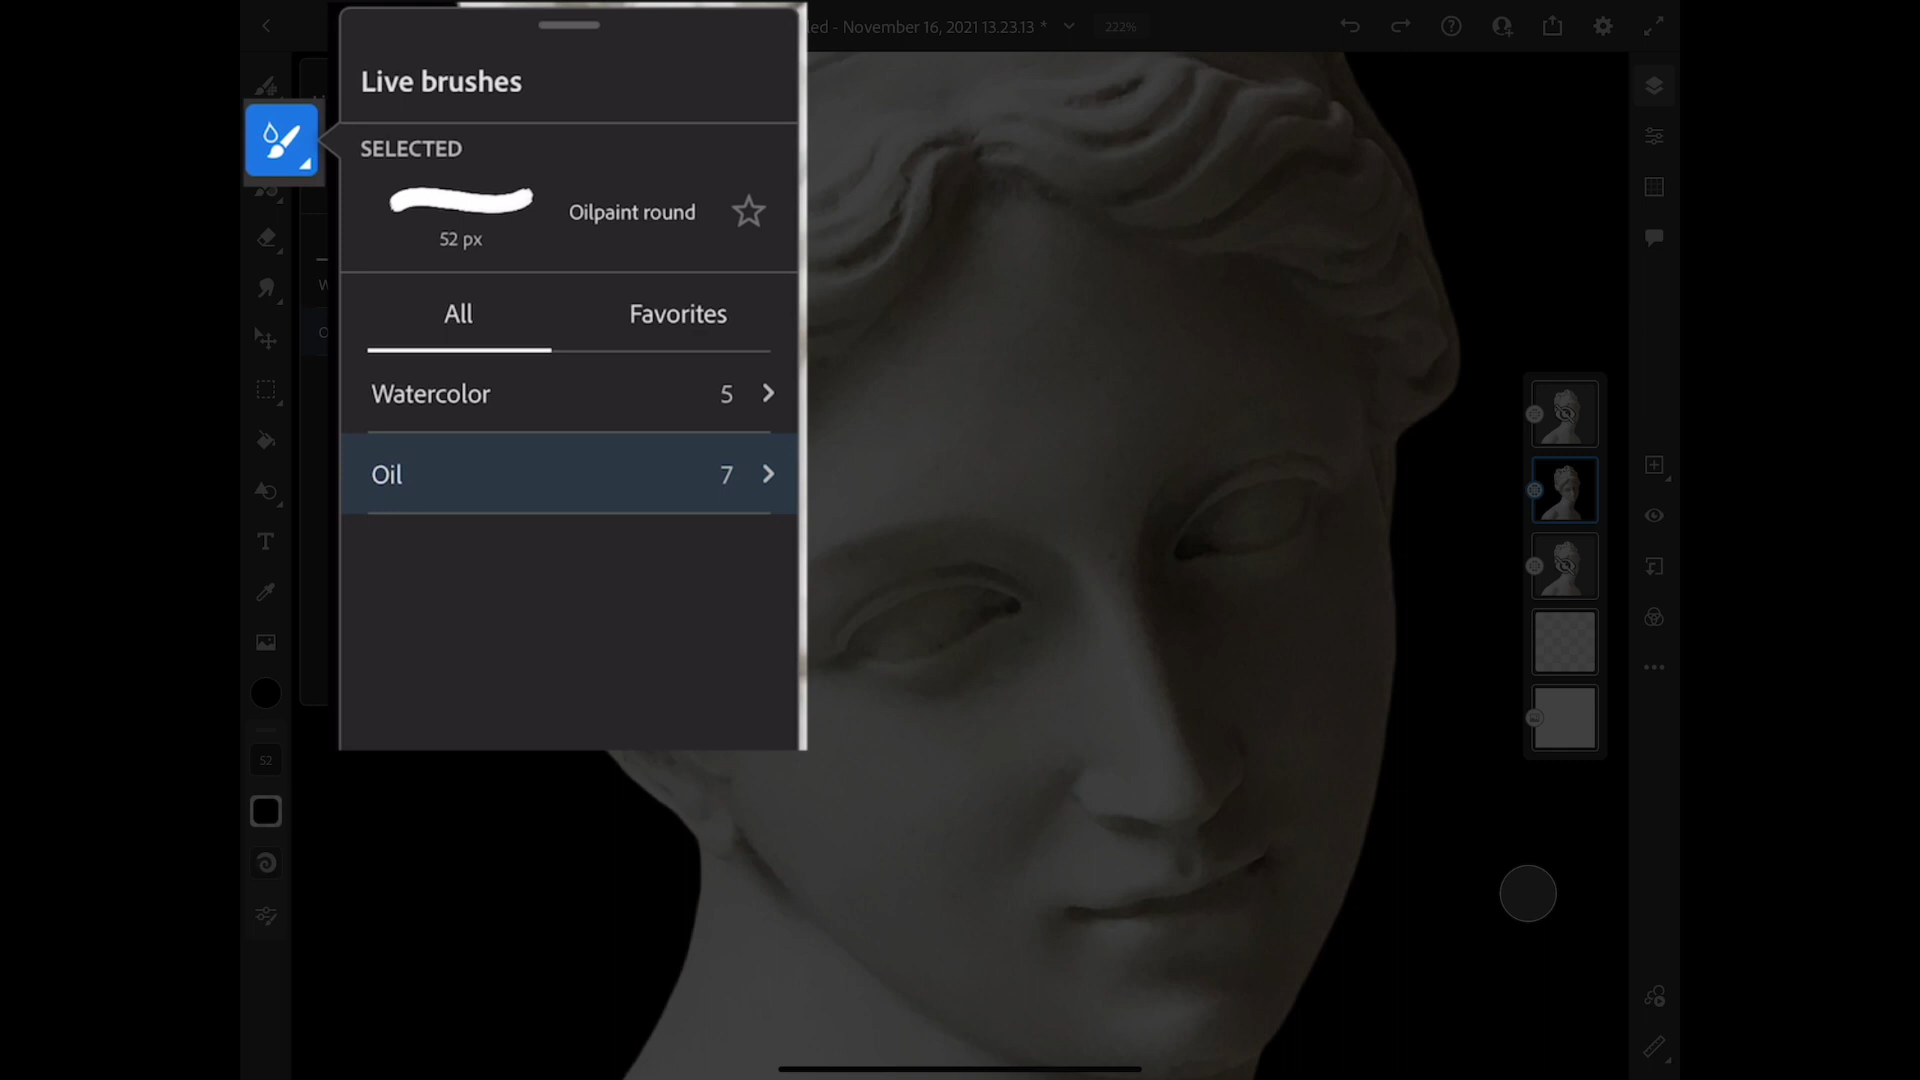 led - November 16, 2021 13.23.13 *
222%
Live brushes
SELECTED
Oilpaint round
52 px
All
Favorites
Watercolor 5
Oil 7
W
O
T
52